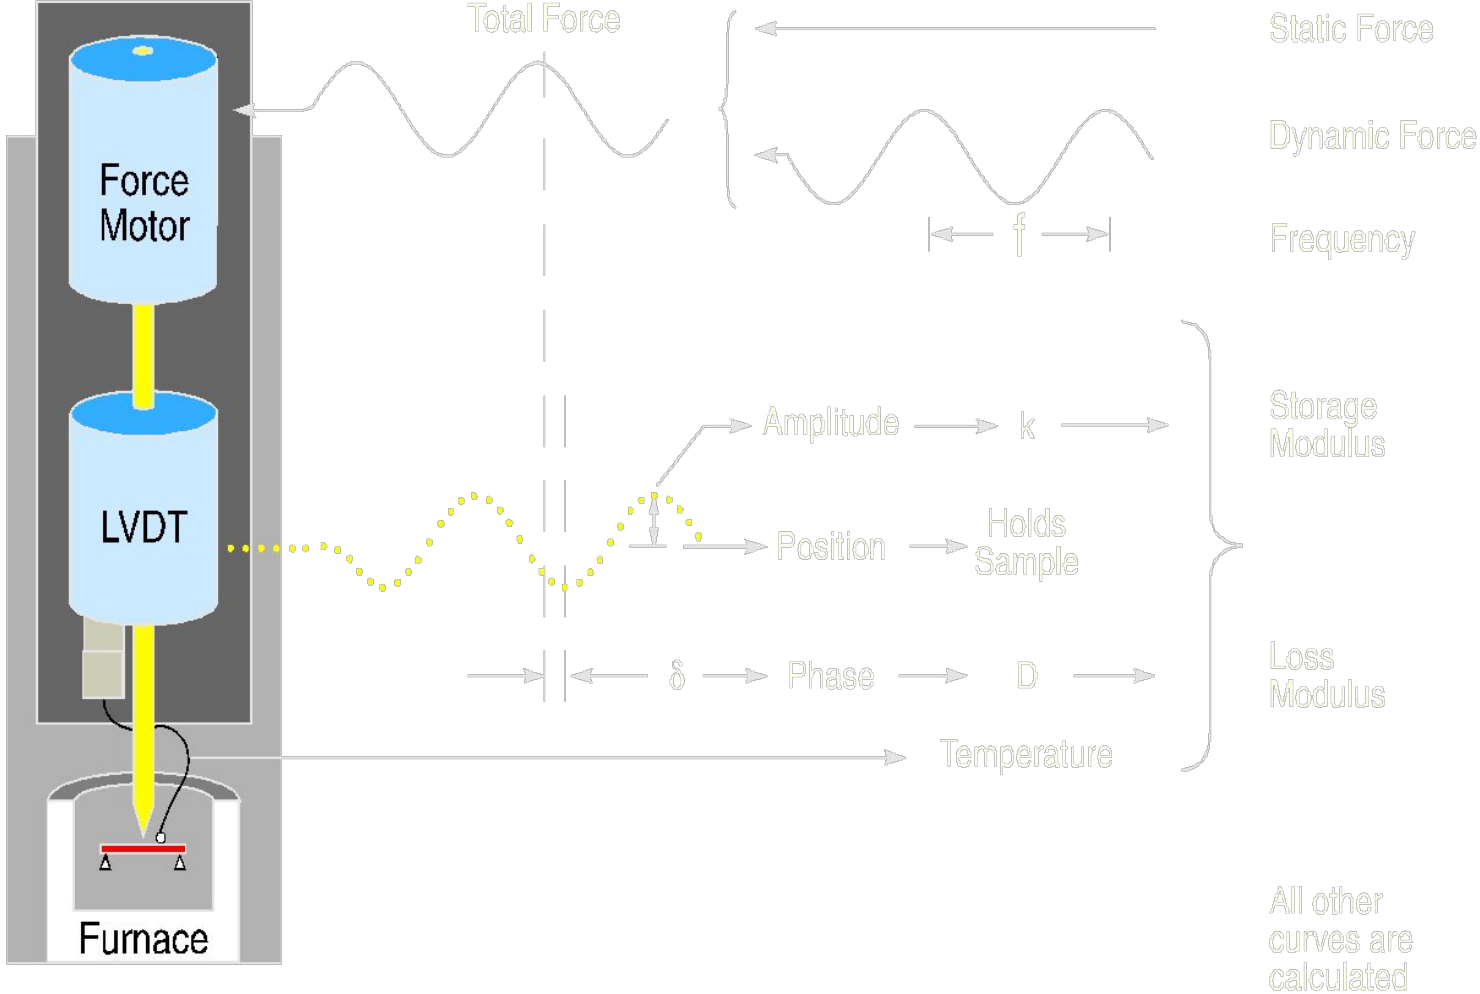 Total Force
Static Force
Dynamic Force
Force
Motor
f
Frequency
Amplitude
k
Storage
Modulus
LVDT
Position
Holds
Sample
δ
Phase
D
Loss
Modulus
Temperature
Furnace
All other
curves are
calculated